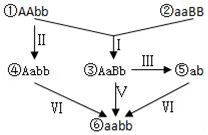 ①AAbb ②aaBB
Ⅱ Ⅰ
④Aabb ③AaBb Ⅲ ⑤ab
Ⅵ Ⅴ Ⅵ
⑥aabb